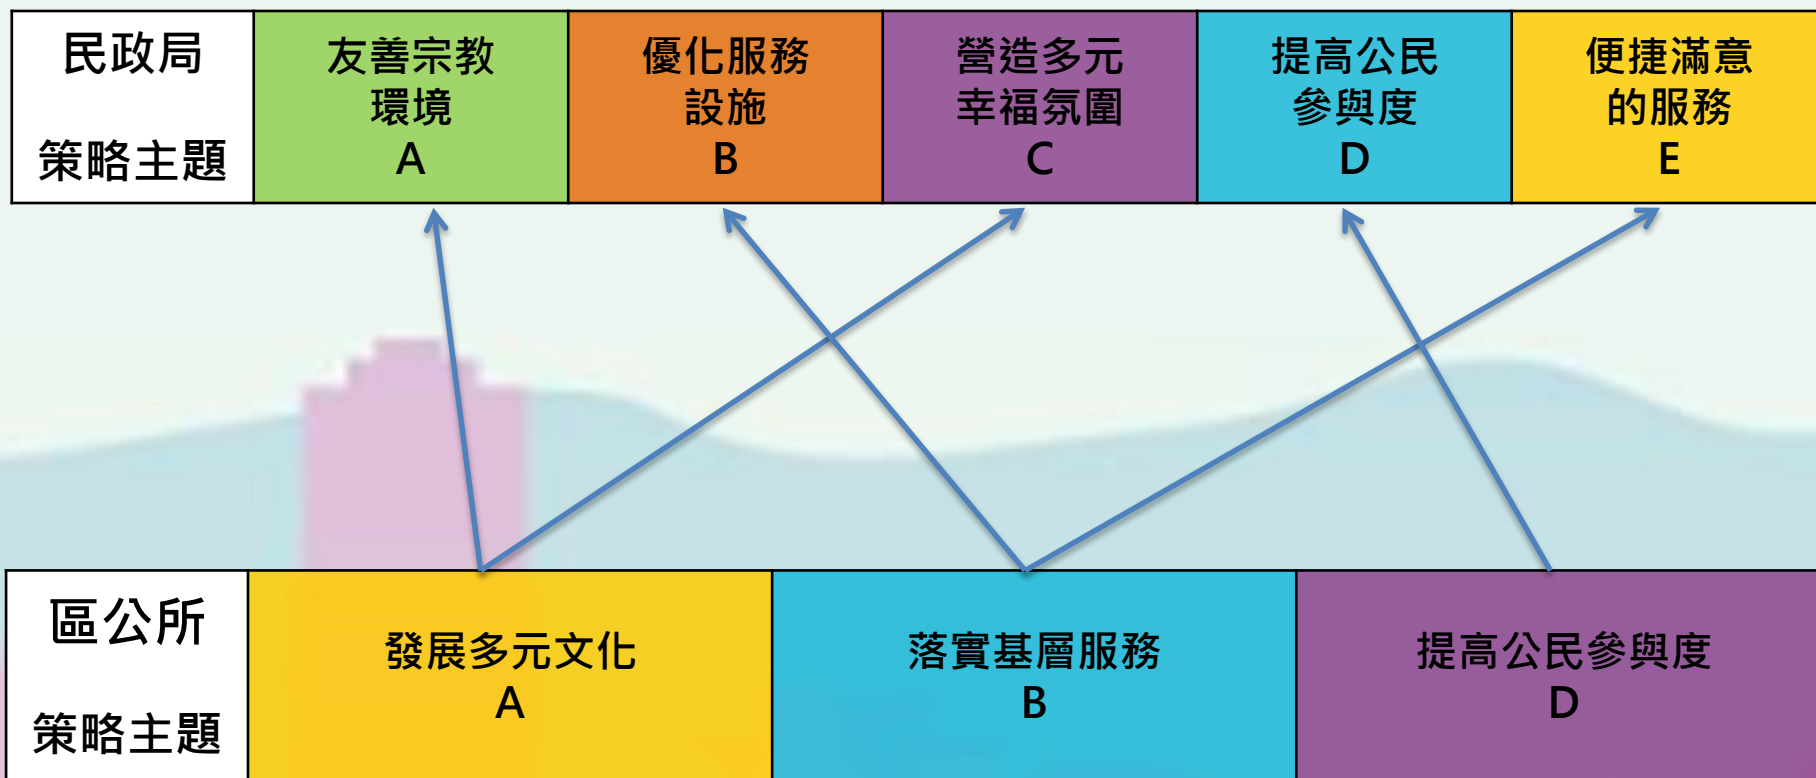 民政局
策略主題
友善宗教
環境
A
優化服務
設施
B
營造多元
幸福氛圍
C
提高公民
參與度
D
便捷滿意
的服務
E
區公所
策略主題
發展多元文化
A
落實基層服務
B
提高公民參與度
D